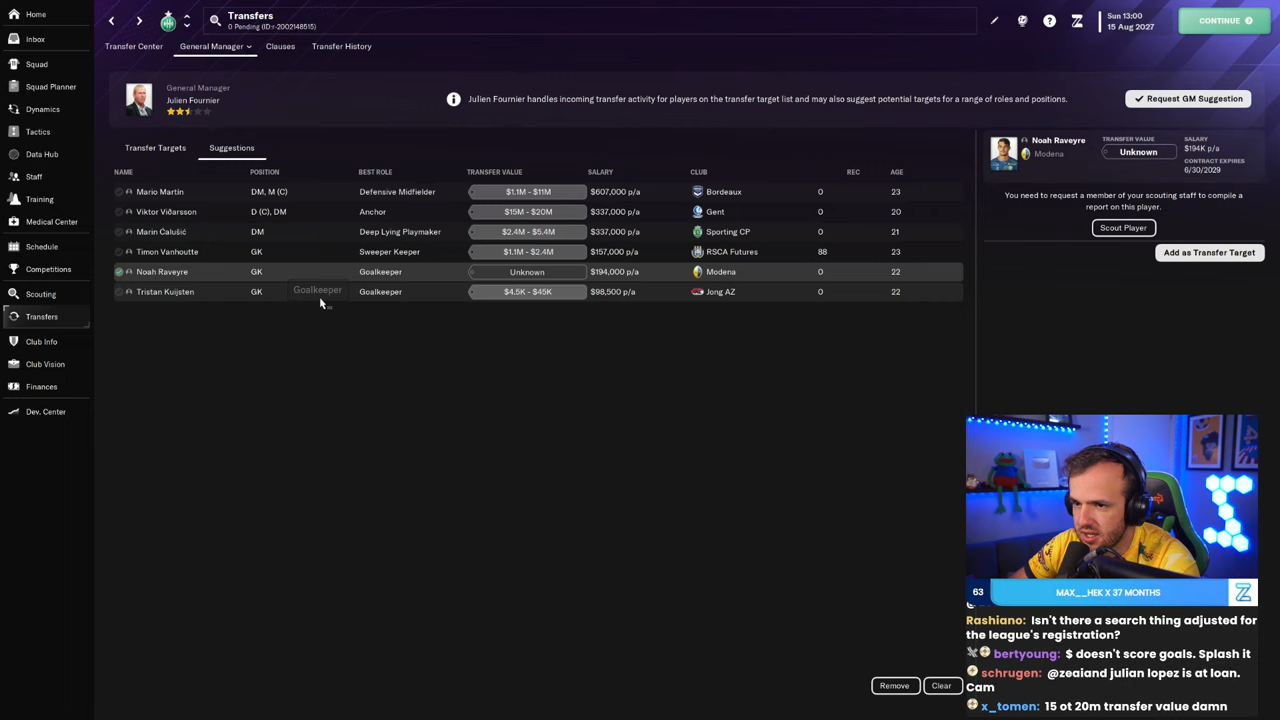 Home
Inbox
Squad
Squad Planner
Dynamics
Tactics
Data Hub
Staff
Training
Medical Center
Schedule
Competitions
Scouting
Transfers
Club Info
Club Vision
Finances
Dev. Center
Transfers
0 Pending (ID:r-2002148515)
Sun 13:00
15 Aug 2027
CONTINUE
Transfer Center General Manager Clauses Transfer History
General Manager
Julien Fournier
Julien Fournier handles incoming transfer activity for players on the transfer target list and may also suggest potential targets for a range of roles and positions.
Request GM Suggestion
Transfer Targets Suggestions
NAME POSITION BEST ROLE TRANSFER VALUE SALARY CLUB REC AGE
Mario Martín DM, M (C) Defensive Midfielder $1.1M - $11M $607,000 p/a Bordeaux 0 23
Viktor Viðarsson D (C), DM Anchor $15M - $20M $337,000 p/a Gent 0 20
Marin Ćalušić DM Deep Lying Playmaker $2.4M - $5.4M $337,000 p/a Sporting CP 0 21
Timon Vanhoutte GK Sweeper Keeper $1.1M - $2.4M $157,000 p/a RSCA Futures 88 23
Noah Raveyre GK Goalkeeper Unknown $194,000 p/a Modena 0 22
Tristan Kuijsten GK Goalkeeper $4.5K - $45K $98,500 p/a Jong AZ 0 22
Goalkeeper
Noah Raveyre
Modena
TRANSFER VALUE
Unknown
SALARY
$194K p/a
CONTRACT EXPIRES
6/30/2029
You need to request a member of your scouting staff to compile a
report on this player.
Scout Player
Add as Transfer Target
63 MAX__HEK X 37 MONTHS
Rashiano: Isn't there a search thing adjusted for
the league's registration?
bertyoung: $ doesn't score goals. Splash it
schrugen: @zeaiand julian lopez is at loan.
Cam
x_tomen: 15 ot 20m transfer value damn
Remove Clear